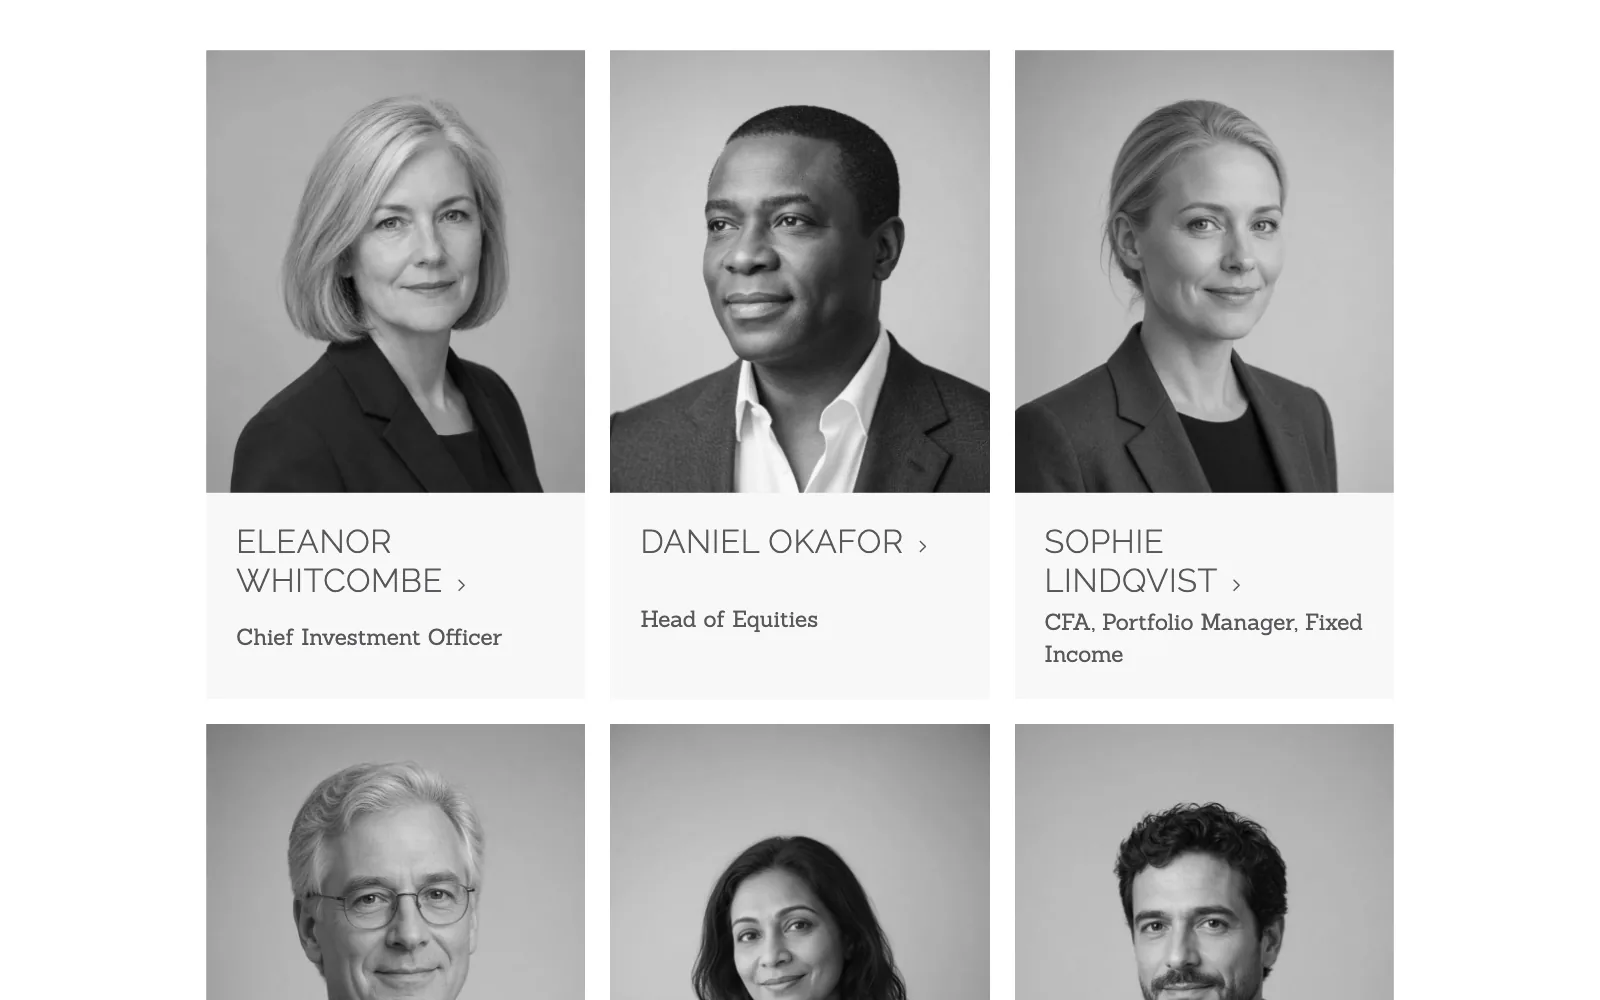 ELEANOR
WHITCOMBE ›
Chief Investment Officer
DANIEL OKAFOR ›
Head of Equities
SOPHIE
LINDQVIST ›
CFA, Portfolio Manager, Fixed
Income